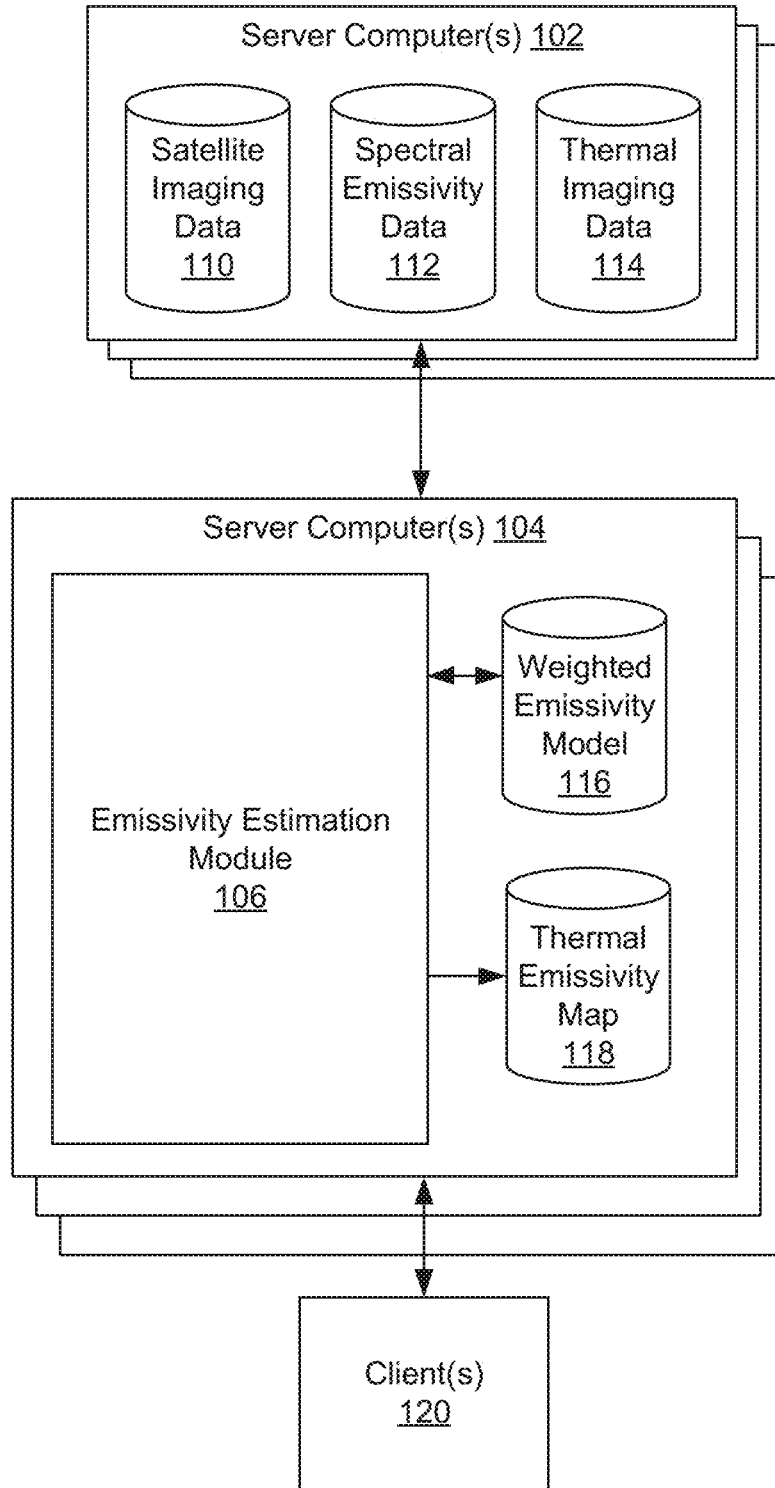 Server Computer(s) 102
Satellite
Imaging
Data
110
Spectral
Emissivity
Data
112
Thermal
Imaging
Data
114
Server Computer(s) 104
Emissivity Estimation
Module
106
Weighted
Emissivity
Model
116
Thermal
Emissivity
Map
118
Client(s)
120